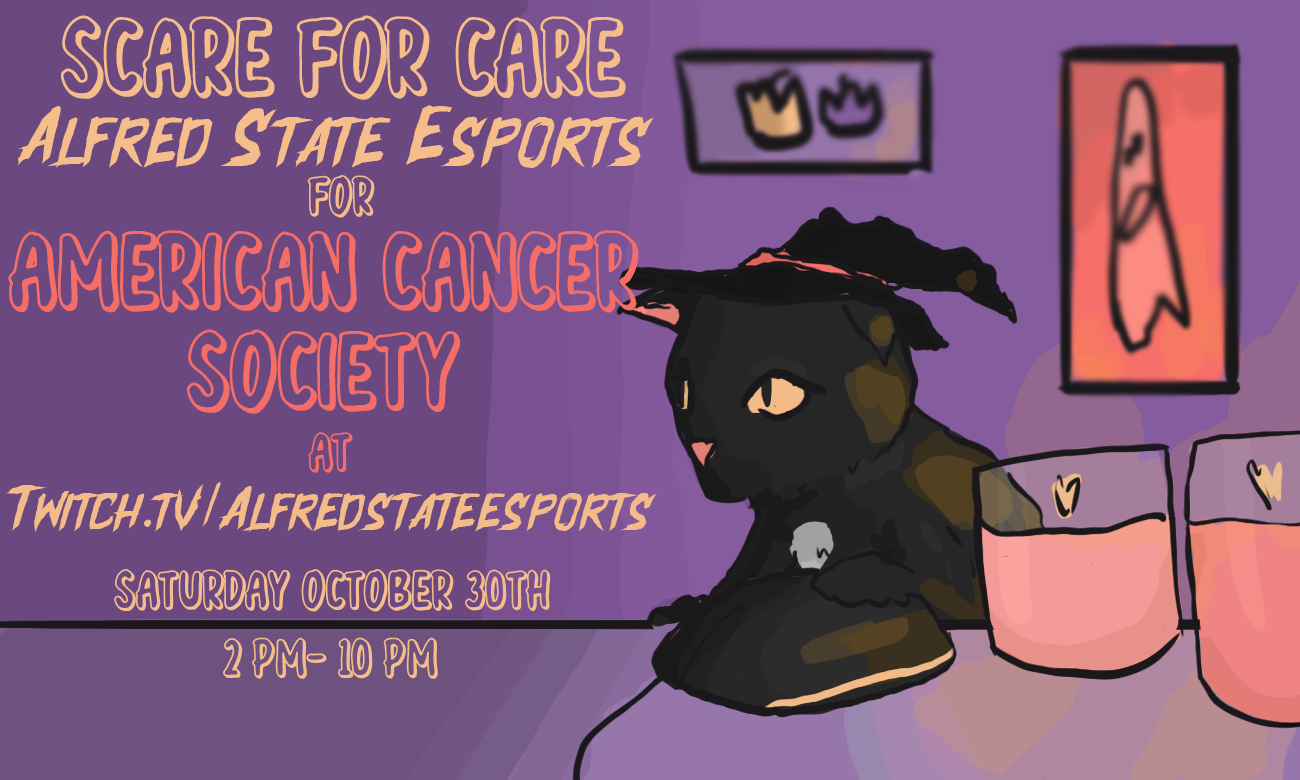 SCARE FOR CARE
ALFRED STATE ESPORTS
FOR
AMERICAN CANCER
SOCIETY
AT
TWITCH.TV/ALFREDSTATEESPORTS
SATURDAY OCTOBER 30TH
2 PM- 10 PM